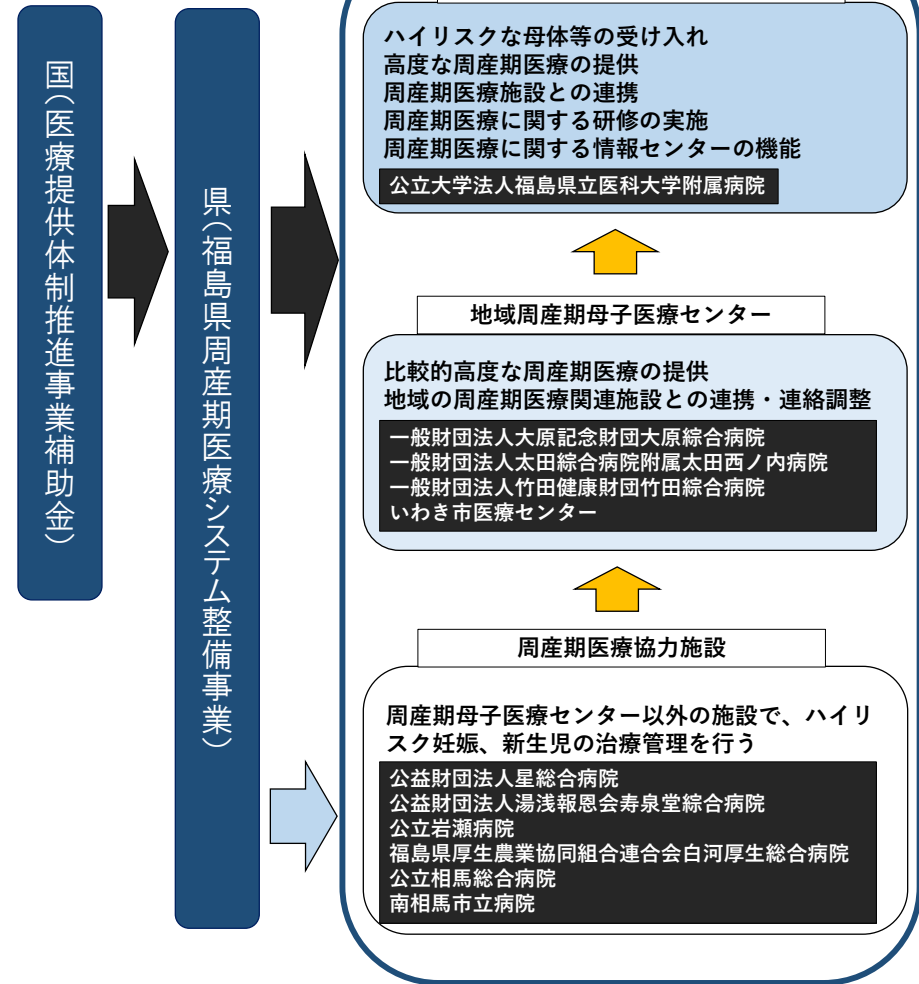 国（医療提供体制推進事業補助金）
県（福島県周産期医療システム整備事業）
ハイリスクな母体等の受け入れ
高度な周産期医療の提供
周産期医療施設との連携
周産期医療に関する研修の実施
周産期医療に関する情報センターの機能
公立大学法人福島県立医科大学附属病院
地域周産期母子医療センター
比較的高度な周産期医療の提供
地域の周産期医療関連施設との連携・連絡調整
一般財団法人大原記念財団大原綜合病院
一般財団法人太田綜合病院附属太田西ノ内病院
一般財団法人竹田健康財団竹田綜合病院
いわき市医療センター
周産期医療協力施設
周産期母子医療センター以外の施設で、ハイリ
スク妊娠、新生児の治療管理を行う
公益財団法人星総合病院
公益財団法人湯浅報恩会寿泉堂綜合病院
公立岩瀬病院
福島県厚生農業協同組合連合会白河厚生総合病院
公立相馬総合病院
南相馬市立病院